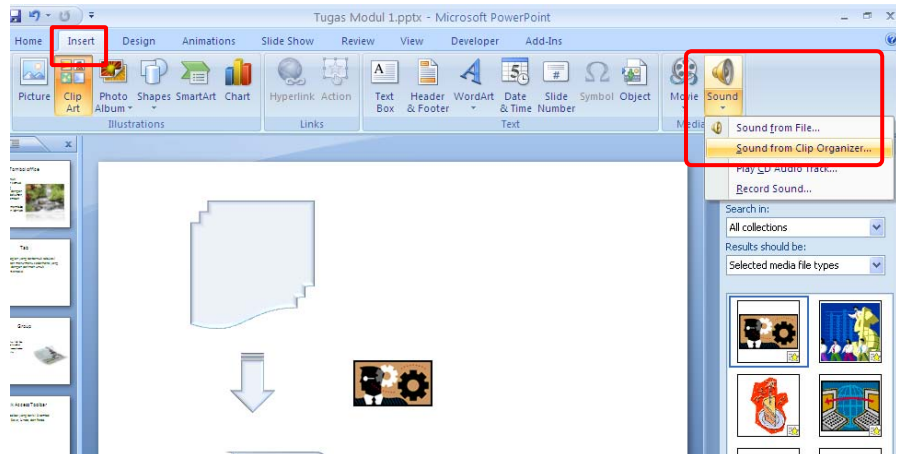 Tugas Modul 1.pptx - Microsoft PowerPoint
Home Insert Design Animations Slide Show Review View Developer Add-Ins
Picture Clip Art Photo Album Shapes SmartArt Chart Hyperlink Action Text Box Header & Footer WordArt Date & Time Slide Number Symbol Object Movie Sound
Illustrations Links Text Media
Sound from File...
Sound from Clip Organizer...
Play CD Audio Track...
Record Sound...
Search in:
All collections
Results should be:
Selected media file types
Tab
Group